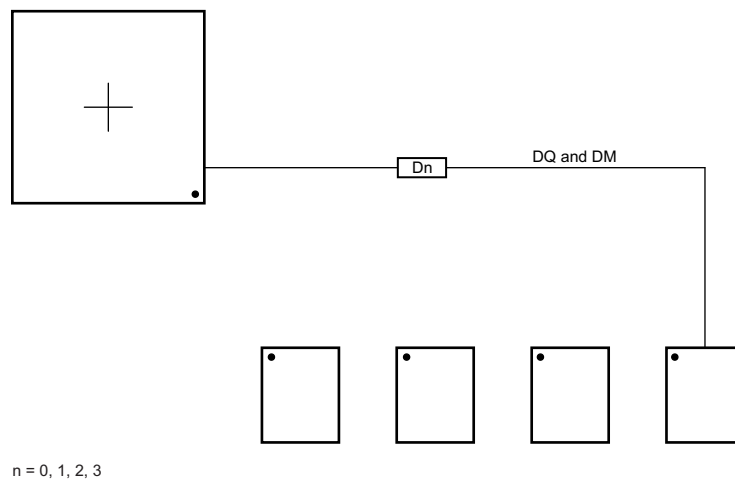 DQ and DM
Dn
n = 0, 1, 2, 3